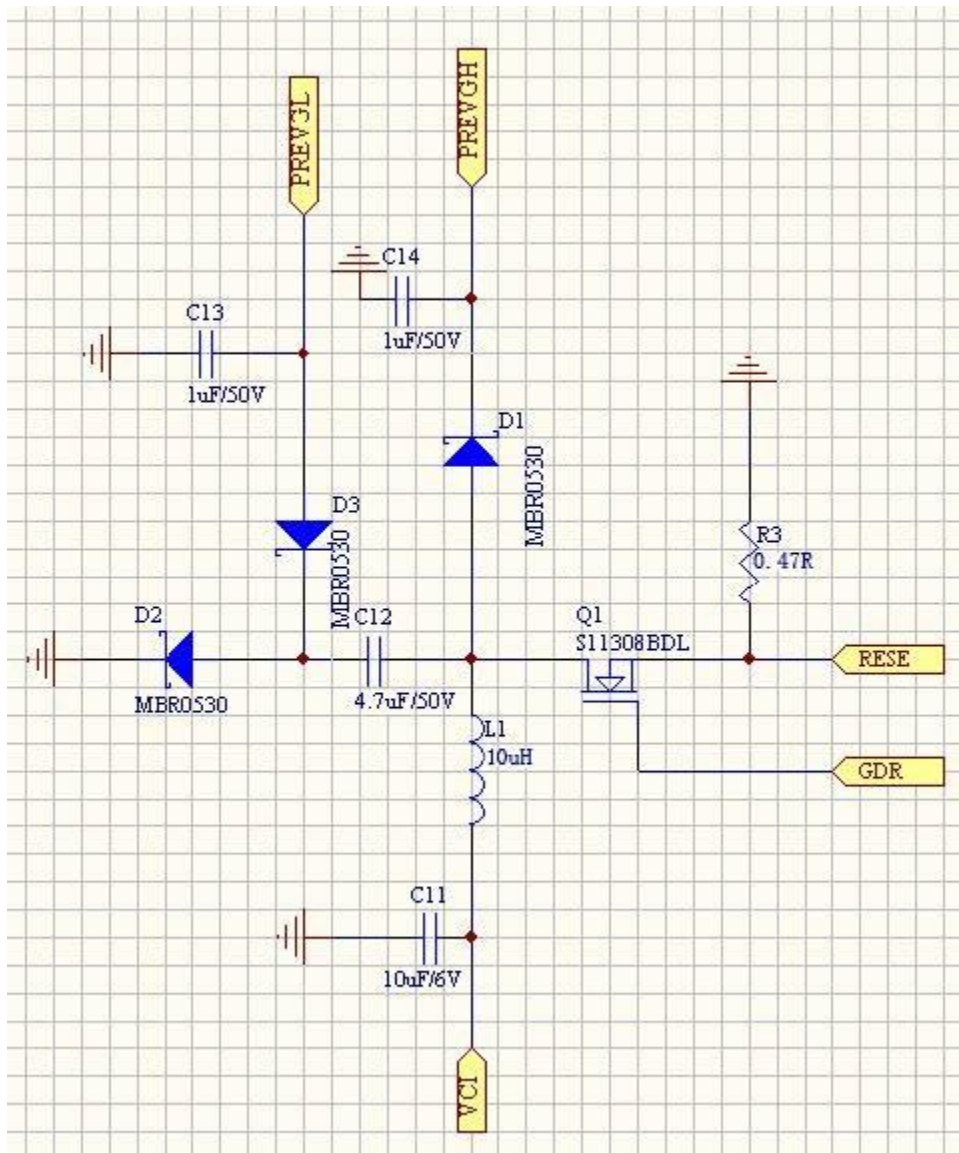 PREV3L
PREVGH
C14
1uF/50V
C13
1uF/50V
D1
MBR0530
D3
MBR0530
R3
0.47R
D2
MBR0530
C12
4.7uF/50V
Q1
S11308BDL
RESE
L1
10uH
GDR
C11
10uF/6V
VCI